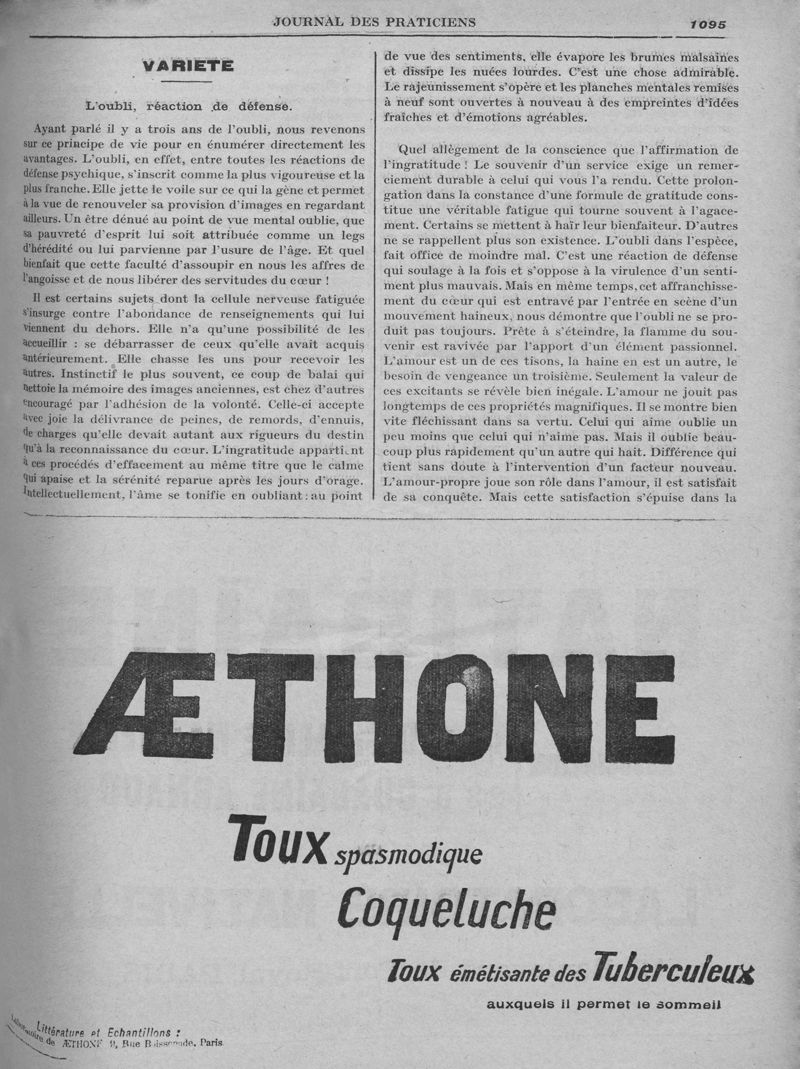 JOURNAL DES PRATICIENS
1095
VARIETE
L'oubli, réaction de défense.
Ayant parlé il y a trois ans de l'oubli, nous revenons
sur ce principe de vie pour en énumérer directement les
avantages. L'oubli, en effet, entre toutes les réactions de
défense psychique, s'inscrit comme la plus vigoureuse et la
plus franche. Elle jette le voile sur ce qui la gène et permet
à la vue de renouveler sa provision d'images en regardant
ailleurs. Un être dénué au point de vue mental oublie, que
sa pauvreté d'esprit lui soit attribuée comme un legs
d'hérédité ou lui parvienne par l'usure de l'âge. Et quel
bienfait que cette faculté d'assoupir en nous les affres de
l'angoisse et de nous libérer des servitudes du cœur !
Il est certains sujets dont la cellule nerveuse fatiguée
s'insurge contre l'abondance de renseignements qui lui
viennent du dehors. Elle n'a qu'une possibilité de les
accueillir : se débarrasser de ceux qu'elle avait acquis
antérieurement. Elle chasse les uns pour recevoir les
autres. Instinctif le plus souvent, ce coup de balai qui
nettoie la mémoire des images anciennes, est chez d'autres
encouragé par l'adhésion de la volonté. Celle-ci accepte
avec joie la délivrance de peines, de remords, d'ennuis,
de charges qu'elle devait autant aux rigueurs du destin
qu'à la reconnaissance du cœur. L'ingratitude appartient
à ces procédés d'effacement au même titre que le calme
qui apaise et la sérénité reparue après les jours d'orage.
Intellectuellement, l'âme se tonifie en oubliant : au point
de vue des sentiments, elle évapore les brumes malsaines
et dissipe les nuées lourdes. C'est une chose admirable.
Le rajeunissement s'opère et les planches mentales remises
à neuf sont ouvertes à nouveau à des empreintes d'idées
fraîches et d'émotions agréables.
Quel allègement de la conscience que l'affirmation de
l'ingratitude ! Le souvenir d'un service exige un remer-
ciement durable à celui qui vous l'a rendu. Cette prolon-
gation dans la constance d'une formule de gratitude cons-
titue une véritable fatigue qui tourne souvent à l'agace-
ment. Certains se mettent à haïr leur bienfaiteur. D'autres
ne se rappellent plus son existence. L'oubli dans l'espèce,
fait office de moindre mal. C'est une réaction de défense
qui soulage à la fois et s'oppose à la virulence d'un senti-
ment plus mauvais. Mais en même temps, cet affranchisse-
ment du cœur qui est entravé par l'entrée en scène d'un
mouvement haineux, nous démontre que l'oubli ne se pro-
duit pas toujours. Prête à s'éteindre, la flamme du sou-
venir est ravivée par l'apport d'un élément passionnel.
L'amour est un de ces tisons, la haine en est un autre, le
besoin de vengeance un troisième. Seulement la valeur de
ces excitants se révèle bien inégale. L'amour ne jouit pas
longtemps de ces propriétés magnifiques. Il se montre bien
vite fléchissant dans sa vertu. Celui qui aime oublie un
peu moins que celui qui n'aime pas. Mais il oublie beau-
coup plus rapidement qu'un autre qui hait. Différence qui
tient sans doute à l'intervention d'un facteur nouveau.
L'amour-propre joue son rôle dans l'amour, il est satisfait
de sa conquête. Mais cette satisfaction s'épuise dans la
ÆTHONE
Toux spasmodique
Coqueluche
Toux émétisante des Tuberculeux
auxquels il permet le sommeil
Littérature et Echantillons :
de ÆTHONE 9, Rue Paris